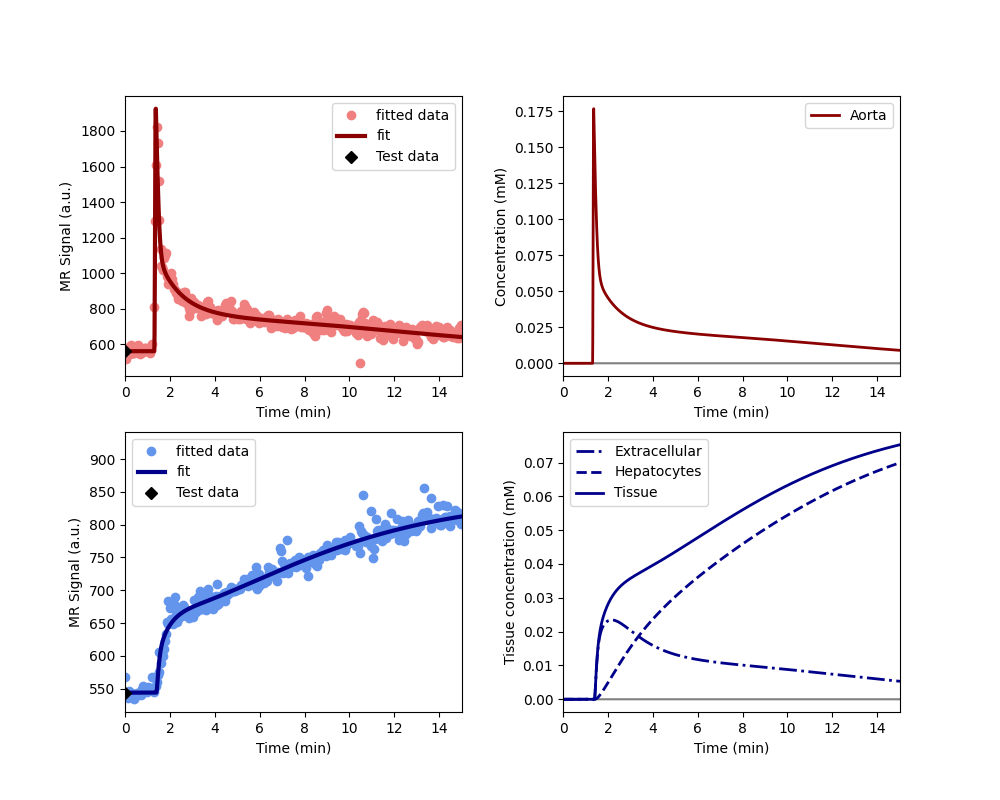 1800
1600
1400
1200
1000
800
600
MR Signal (a.u.)
fitted data
fit
Test data
0 2 4 6 8 10 12 14
Time (min)
0.175
0.150
0.125
0.100
0.075
0.050
0.025
0.000
Concentration (mM)
Aorta
0 2 4 6 8 10 12 14
Time (min)
900
850
800
750
700
650
600
550
MR Signal (a.u.)
fitted data
fit
Test data
0 2 4 6 8 10 12 14
Time (min)
0.07
0.06
0.05
0.04
0.03
0.02
0.01
0.00
Tissue concentration (mM)
Extracellular
Hepatocytes
Tissue
0 2 4 6 8 10 12 14
Time (min)